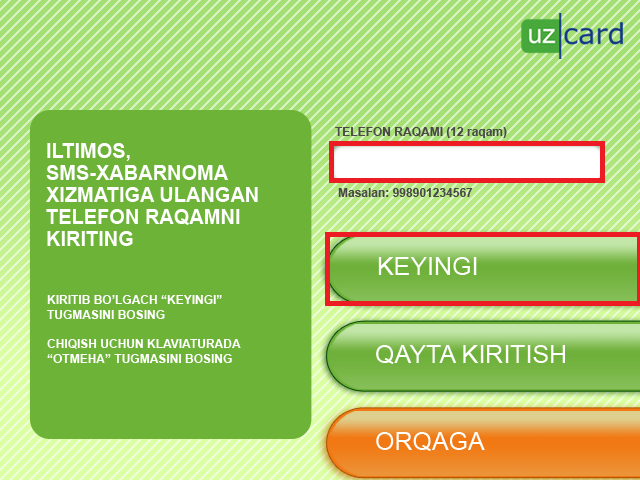 uz card
ILTIMOS,
SMS-XABARNOMA
XIZMATIGA ULANGAN
TELEFON RAQAMNI
KIRITING
KIRITIB BO’LGACH “KEYINGI”
TUGMASINI BOSING
CHIQISH UCHUN KLAVIATURADA
“OTMEHA” TUGMASINI BOSING
TELEFON RAQAMI (12 raqam)
Masalan: 998901234567
KEYINGI
QAYTA KIRITISH
ORQAGA